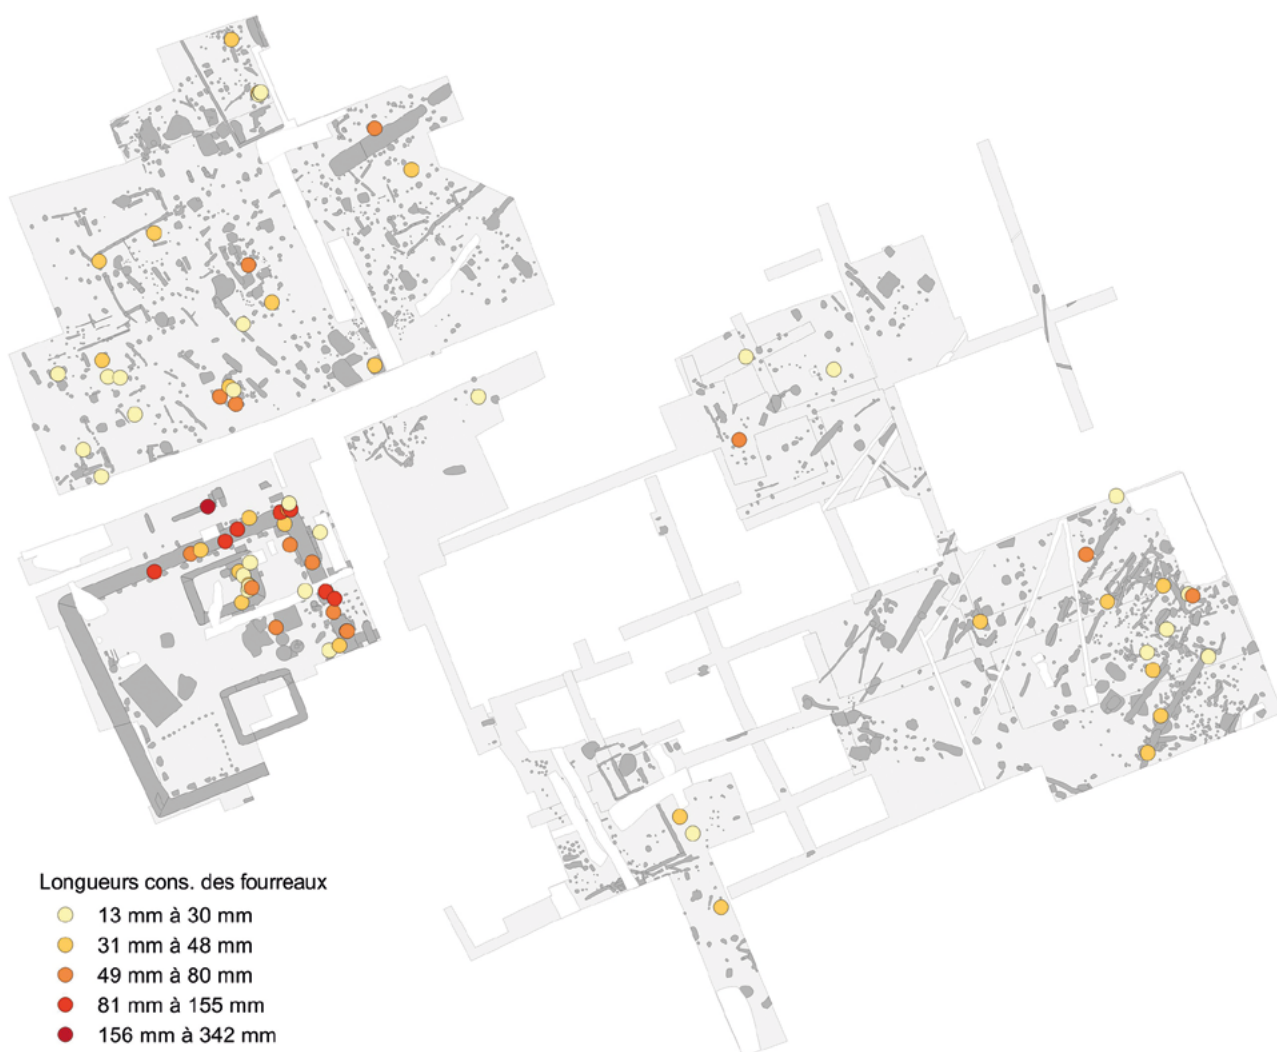 Longueurs cons. des fourreaux
13 mm à 30 mm
31 mm à 48 mm
49 mm à 80 mm
81 mm à 155 mm
156 mm à 342 mm